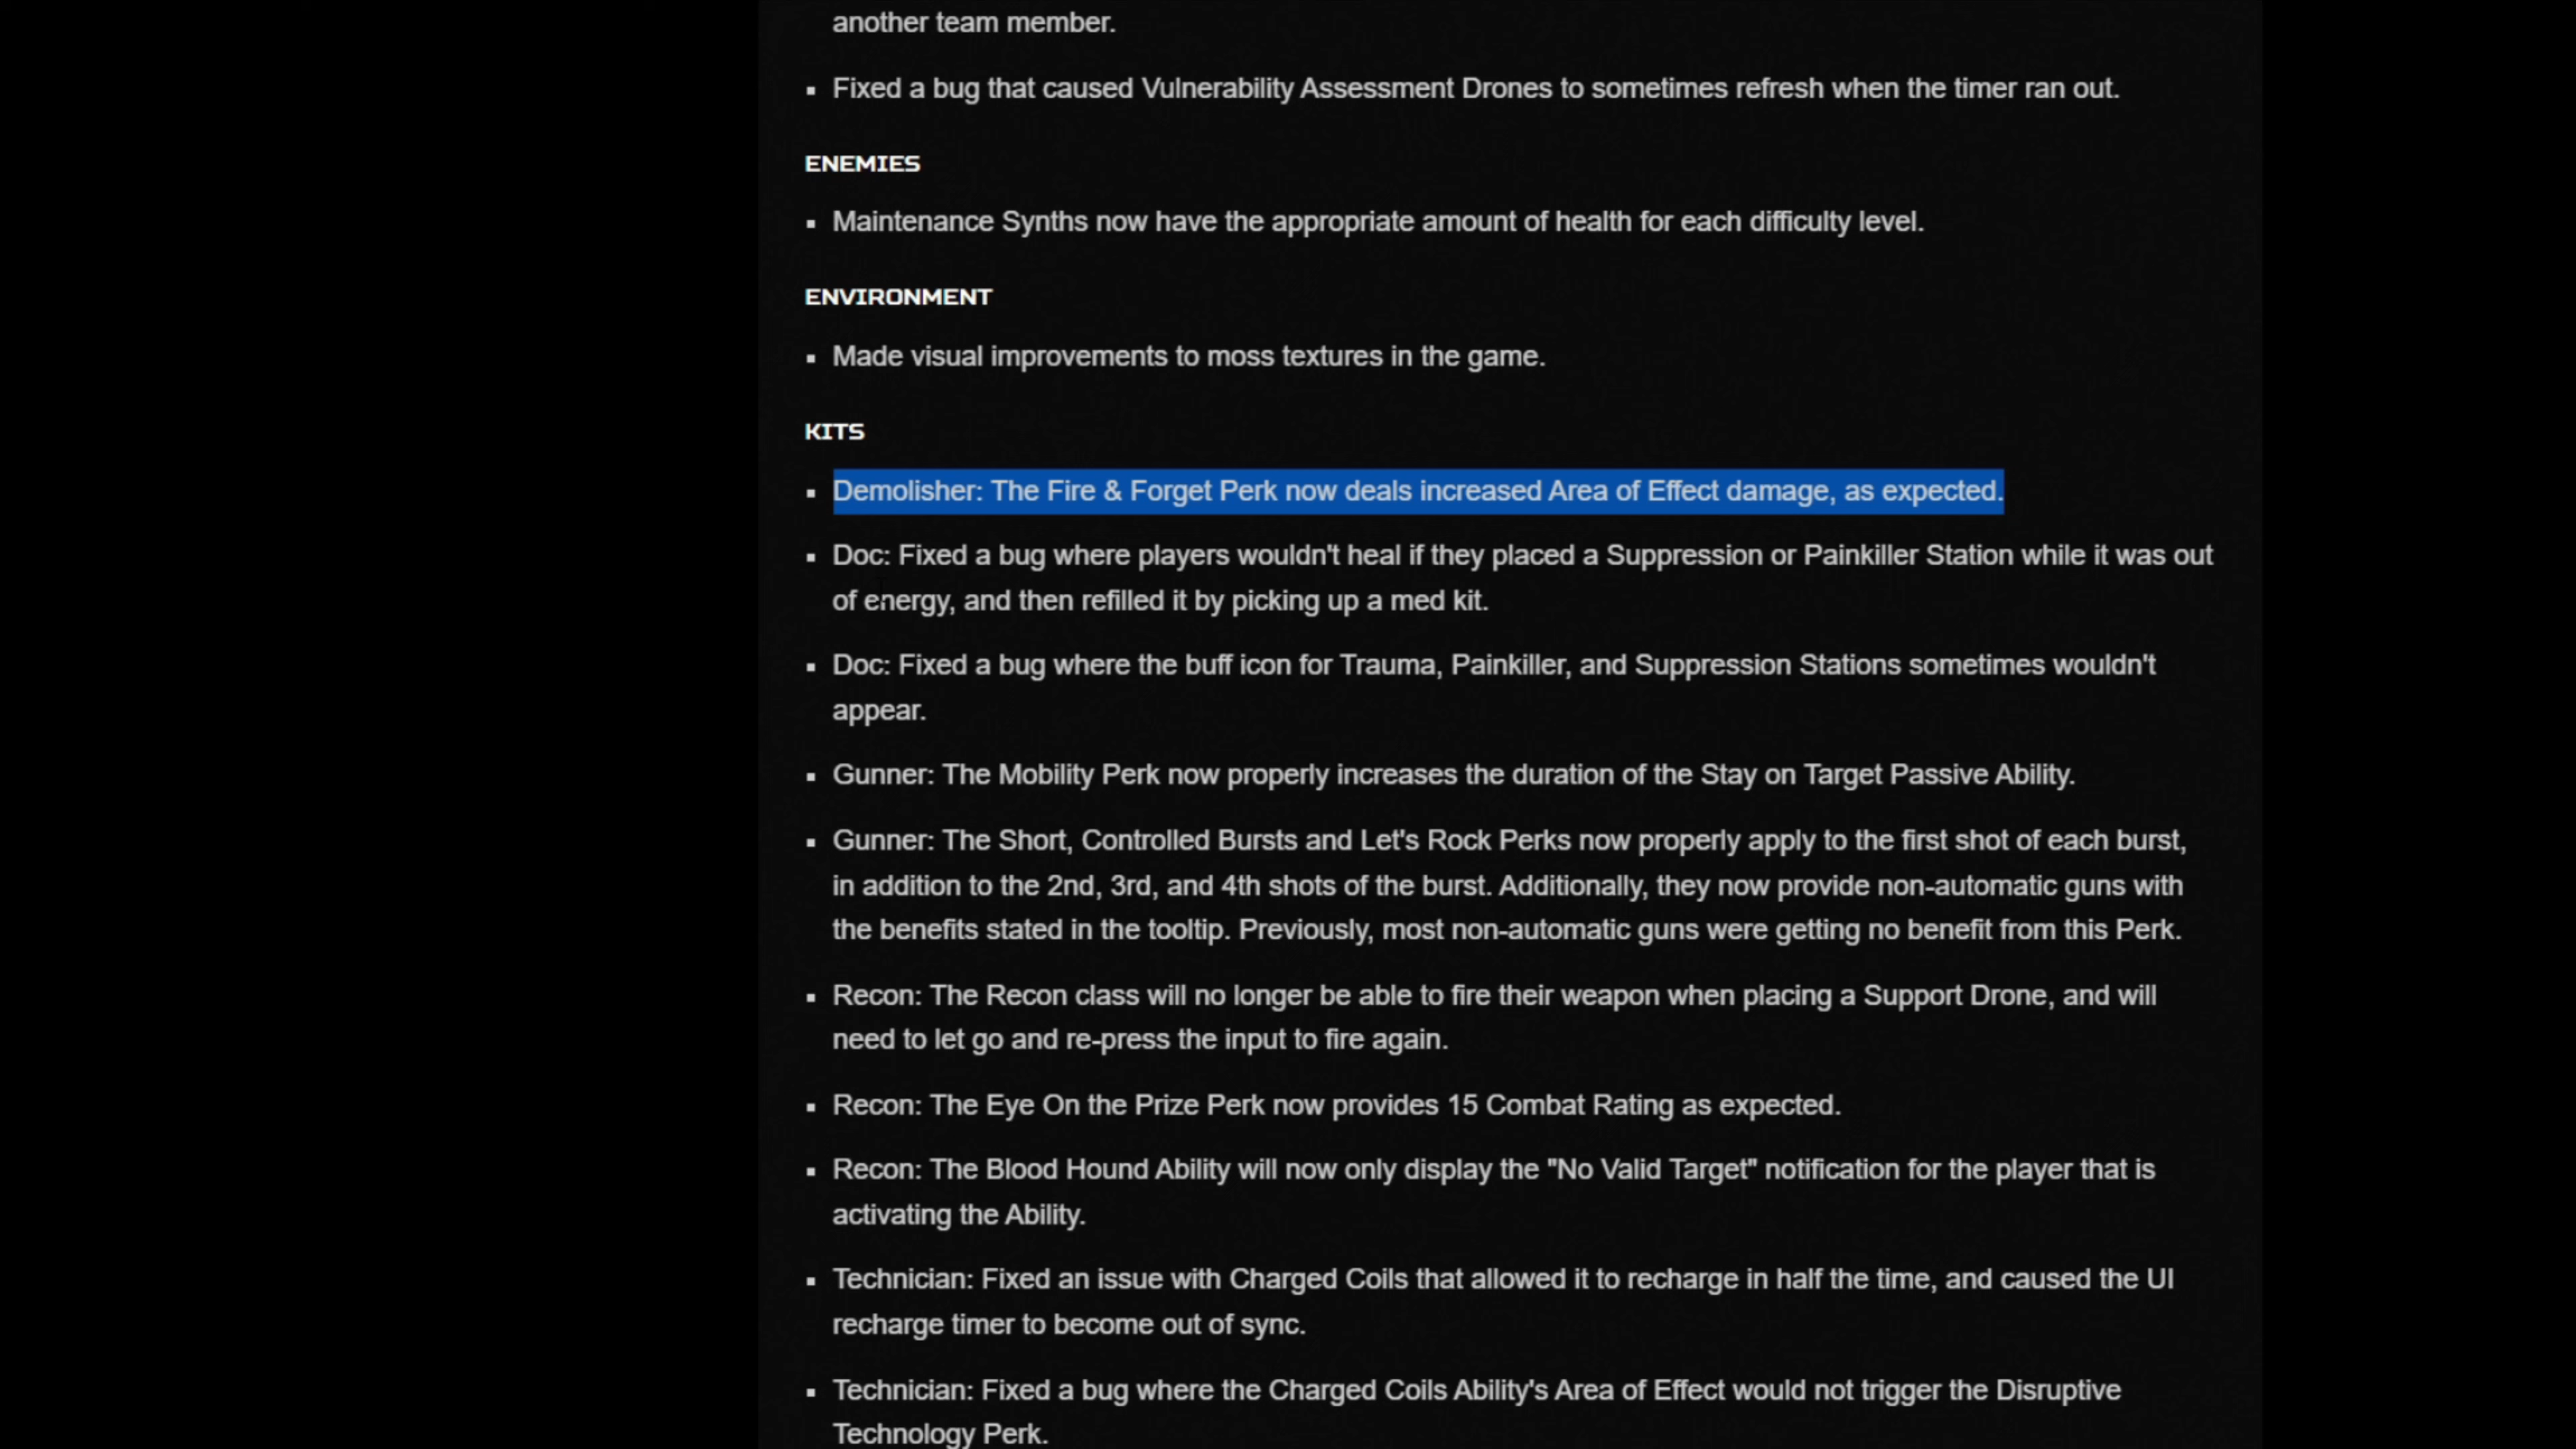 another team member.
Fixed a bug that caused Vulnerability Assessment Drones to sometimes refresh when the timer ran out.
ENEMIES
Maintenance Synths now have the appropriate amount of health for each difficulty level.
ENVIRONMENT
Made visual improvements to moss textures in the game.
KITS
Demolisher: The Fire & Forget Perk now deals increased Area of Effect damage, as expected.
Doc: Fixed a bug where players wouldn't heal if they placed a Suppression or Painkiller Station while it was out
of energy, and then refilled it by picking up a med kit.
Doc: Fixed a bug where the buff icon for Trauma, Painkiller, and Suppression Stations sometimes wouldn't
appear.
Gunner: The Mobility Perk now properly increases the duration of the Stay on Target Passive Ability.
Gunner: The Short, Controlled Bursts and Let's Rock Perks now properly apply to the first shot of each burst,
in addition to the 2nd, 3rd, and 4th shots of the burst. Additionally, they now provide non-automatic guns with
the benefits stated in the tooltip. Previously, most non-automatic guns were getting no benefit from this Perk.
Recon: The Recon class will no longer be able to fire their weapon when placing a Support Drone, and will
need to let go and re-press the input to fire again.
Recon: The Eye On the Prize Perk now provides 15 Combat Rating as expected.
Recon: The Blood Hound Ability will now only display the "No Valid Target" notification for the player that is
activating the Ability.
Technician: Fixed an issue with Charged Coils that allowed it to recharge in half the time, and caused the UI
recharge timer to become out of sync.
Technician: Fixed a bug where the Charged Coils Ability's Area of Effect would not trigger the Disruptive
Technology Perk.